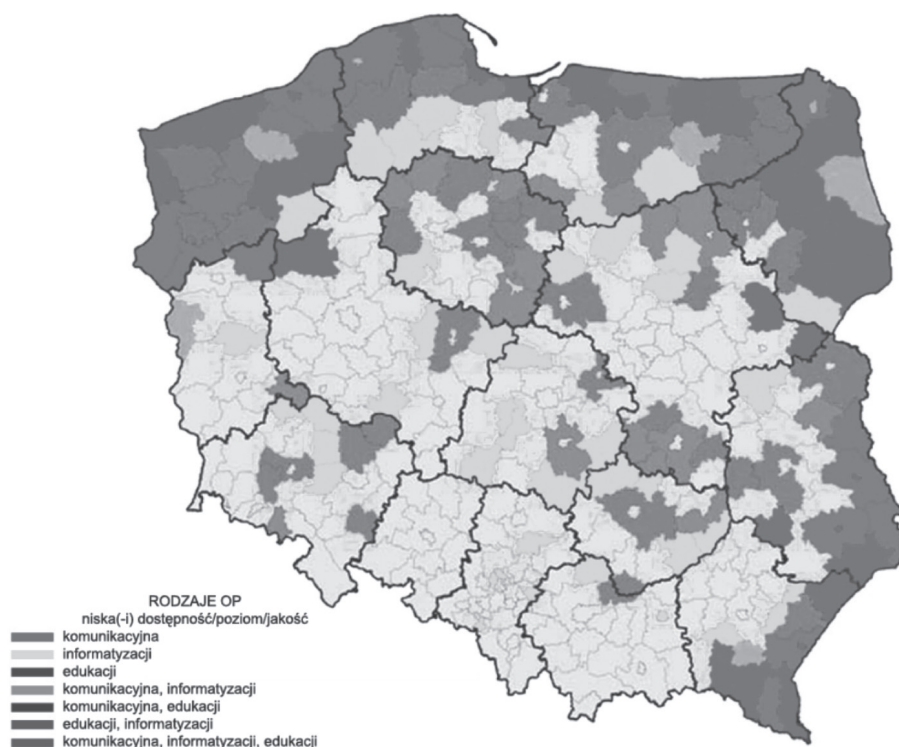 RODZAJE OP
niska(-i) dostępność/poziom/jakość
komunikacyjna
informatyzacji
edukacji
komunikacyjna, informatyzacji
komunikacyjna, edukacji
edukacji, informatyzacji
komunikacyjna, informatyzacji, edukacji